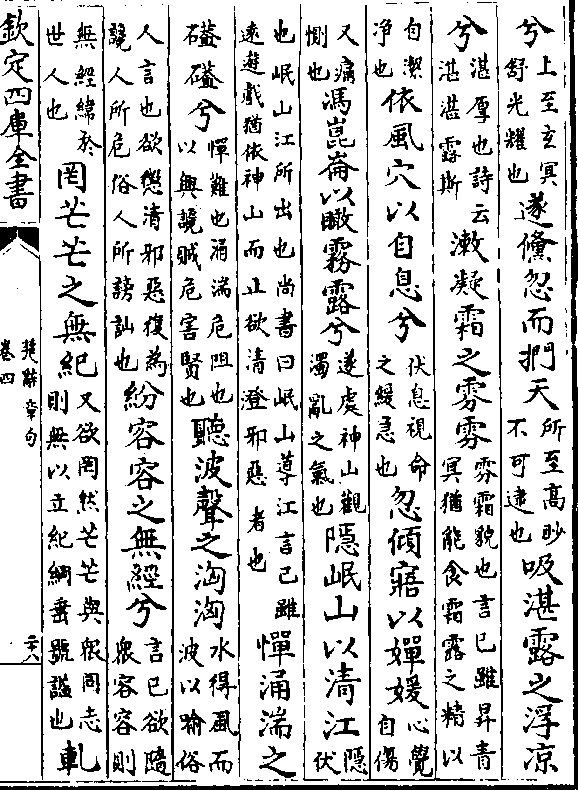 兮上至玄冥舒光耀也遂儵忽而捫天所至高眇不可逮也吸湛露之浮凉
兮湛厚也詩云湛湛露斯漱凝霜之雰雰雰霜貌也言已雖昇青冥猶能食霜露之精以
自潔净也依風穴以自息兮伏息視命之緩急也忽傾寤以嬋媛心覺自傷
又痛惻也馮崑崙以瞰霧露兮遂處神山觀濁亂之氣也隠岷山以清江隠伏
也岷山江所出也尚書曰岷山導江言已雖遠遊戲猶依神山而止欲清澄邪惡者也憚涌湍之
礚礚兮憚難也涌湍危阻也以興讒賊危害賢也聽波聲之洶洶水得風而波以喻俗
人言也欲懲清邪惡復為讒人所危俗人所謗訕也紛容容之無經兮言已欲隨衆容容則
無經緯於世人也罔芒芒之無紀又欲罔然芒芒與衆同志則無以立紀綱垂號諡也軋
欽定四庫全書
楚辭章句
卷四
二十八